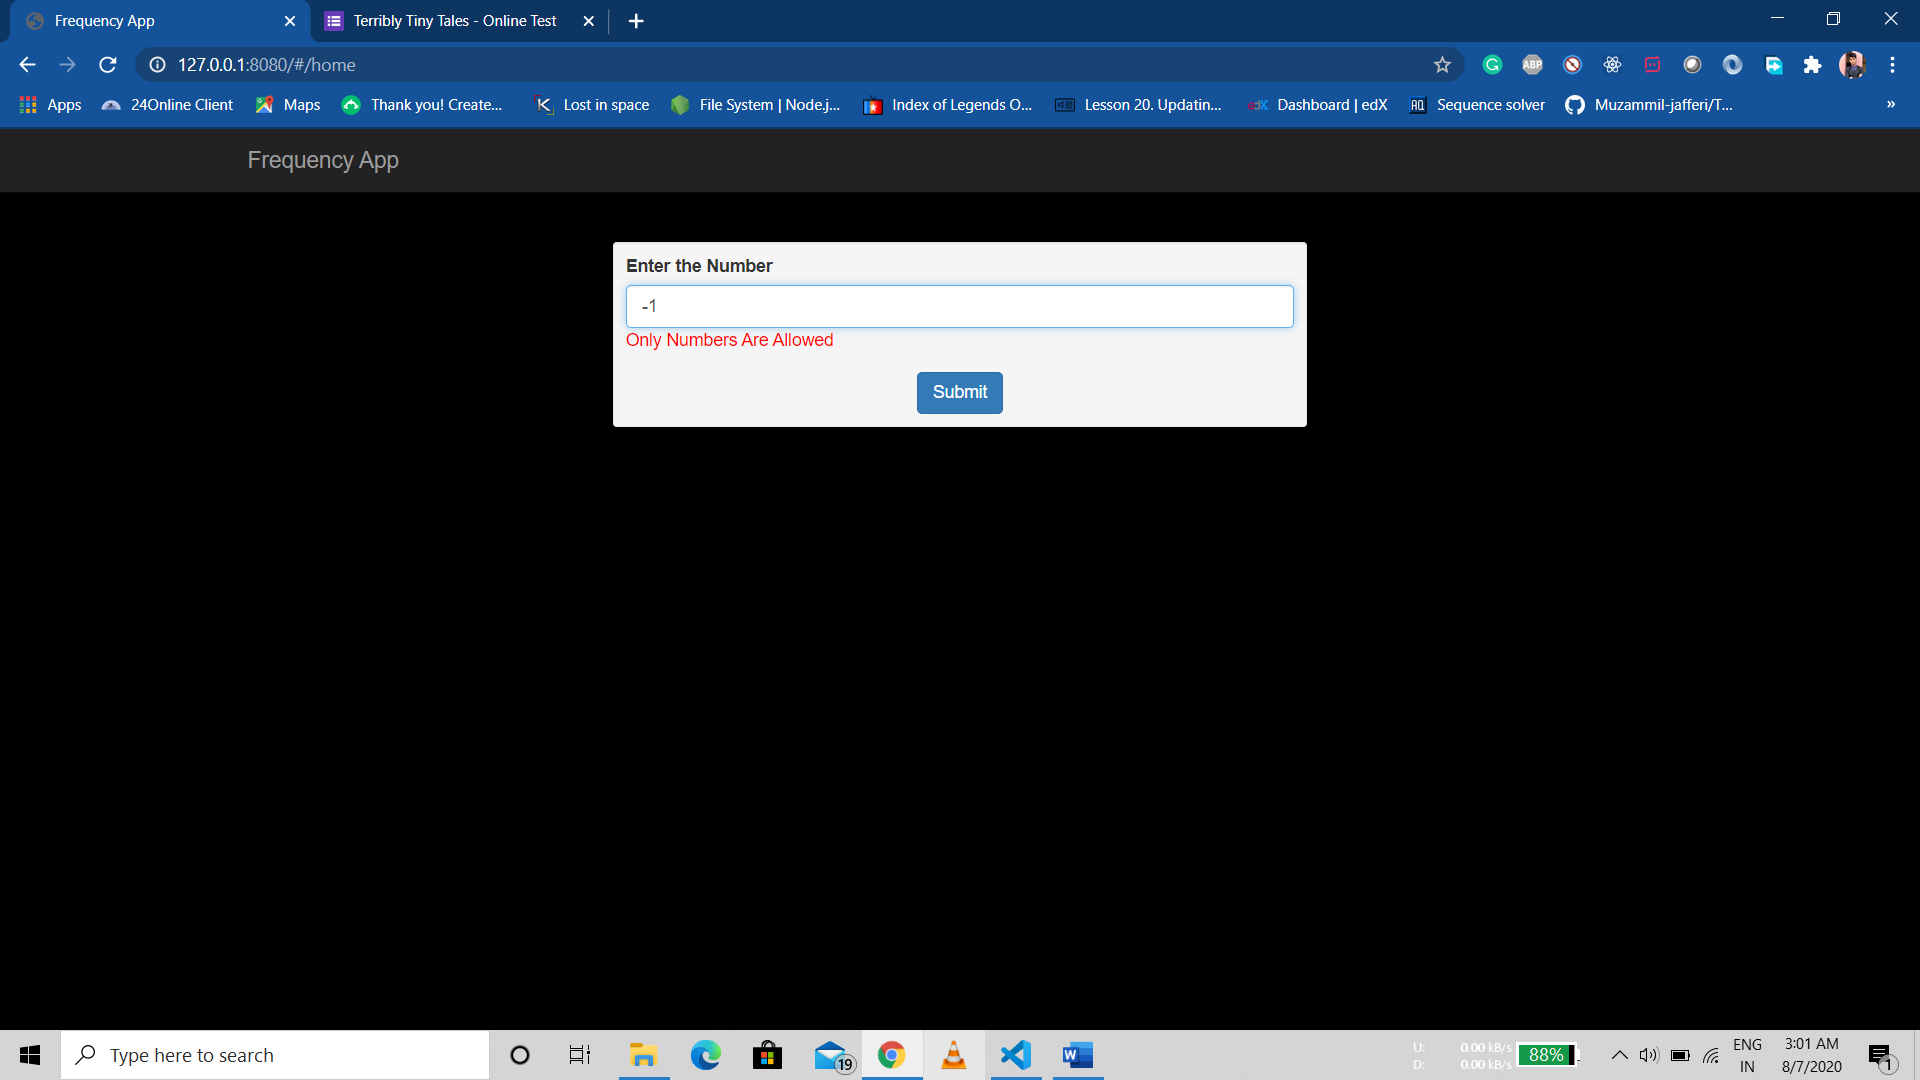 Frequency App
Terribly Tiny Tales - Online Test
127.0.0.1:8080/#/home
ABP
Apps
24Online Client
Maps
Thank you! Create...
Lost in space
File System | Node.j...
Index of Legends O...
Lesson 20. Updatin...
Dashboard | edX
Sequence solver
Muzammil-jafferi/T...
»
Frequency App
Enter the Number
-1
Only Numbers Are Allowed
Submit
Type here to search
19
U: 0.00 kB/s
D: 0.00 kB/s
88%
ENG
IN
3:01 AM
8/7/2020
1